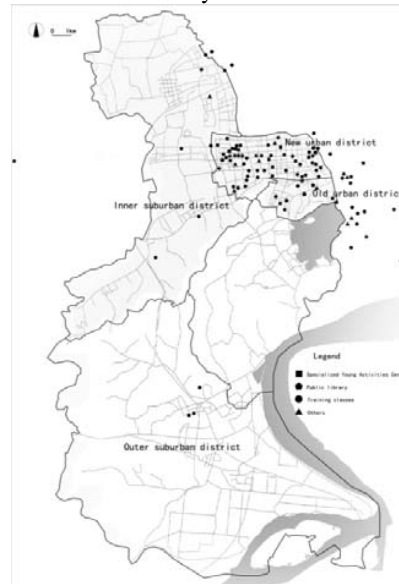 0 1km
New urban district
Old urban district
Inner suburban district
Legend
Specialized Young Activities Cen
Public library
Training classes
Others
Outer suburban district